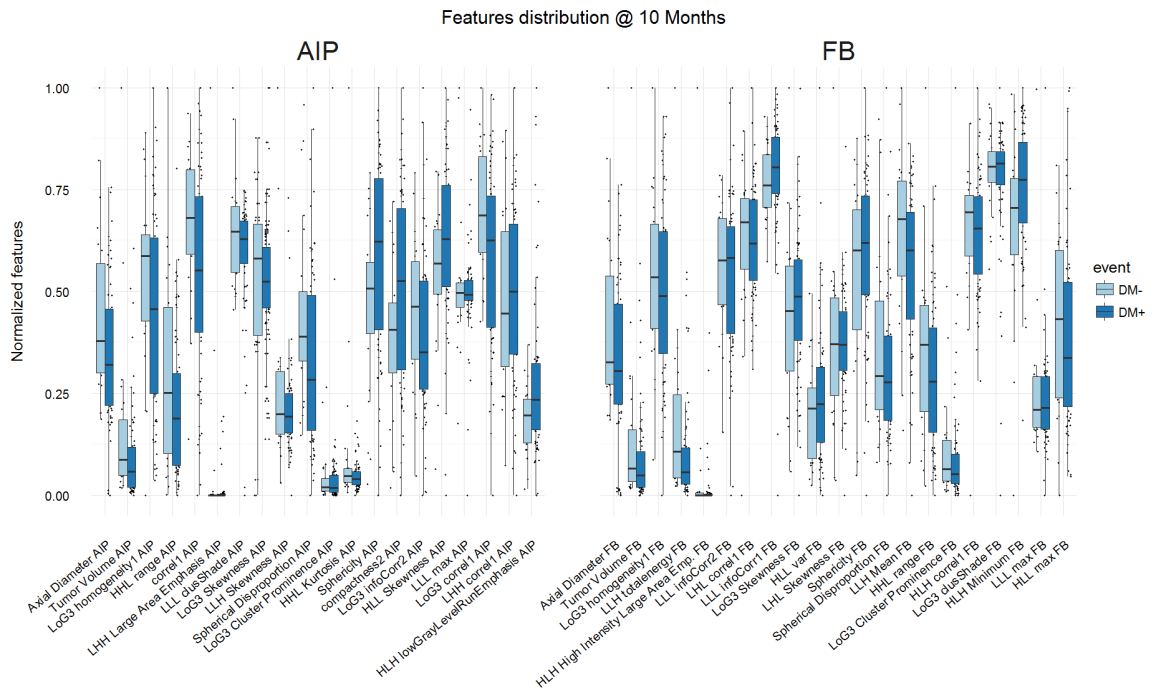 Features distribution @ 10 Months
AIP
FB
Normalized features
1.00
0.75
0.50
0.25
0.00
Axial Diameter AIP
Tumor Volume AIP
LoG3 homogeneity1 AIP
HHL range AIP
correl1 AIP
LHH Large Area Emphasis AIP
LLL clusShade AIP
LoG3 Skewness AIP
LLH Skewness AIP
Spherical Disproportion AIP
LoG3 Cluster Prominence AIP
HHL Kurtosis AIP
Sphericity AIP
compactness2 AIP
LoG3 infoCorr2 AIP
HLL Skewness AIP
LLL max AIP
LoG3 correl1 AIP
LHH correl1 AIP
HLH lowGrayLevelRunEmphasis AIP
Axial Diameter FB
Tumor Volume FB
LoG3 homogeneity1 FB
LLH totalenergy FB
HLH High Intensity Large Area Emp. FB
LLL infoCorr2 FB
LHL correl1 FB
LLL infoCorr1 FB
LoG3 Skewness FB
HLL var FB
LHL Skewness FB
Sphericity FB
Spherical Disproportion FB
LLH Mean FB
HHL range FB
LoG3 Cluster Prominence FB
HLH correl1 FB
LoG3 clusShade FB
HLH Minimum FB
LLL max FB
HLL max FB
event
DM-
DM+